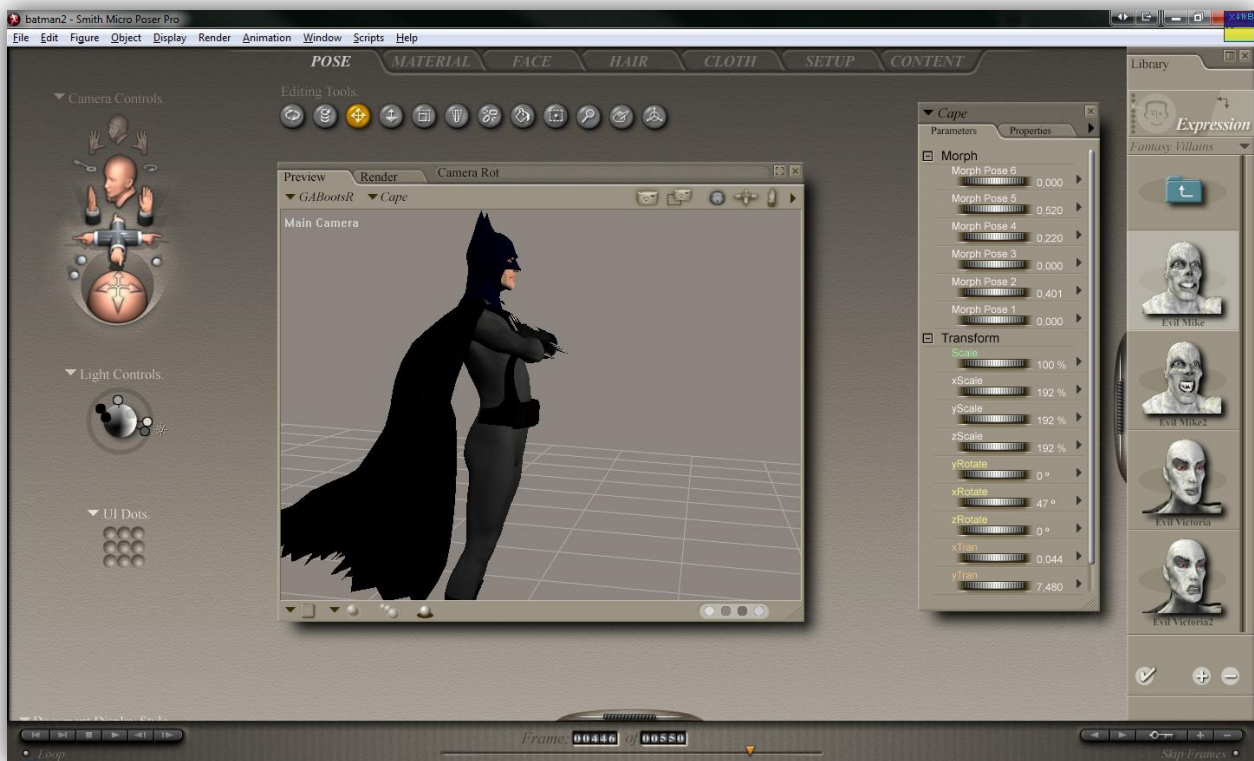 batman2 - Smith Micro Poser Pro
File Edit Figure Object Display Render Animation Window Scripts Help
POSE MATERIAL FACE HAIR CLOTH SETUP CONTENT
Library
Camera Controls.
Editing Tools.
Expression
Fantasy Villains
Cape
Parameters Properties
Preview Render Camera Rot
GABootsR Cape
Main Camera
Morph
Morph Pose 6
0.000
Morph Pose 5
0.520
Morph Pose 4
0.220
Morph Pose 3
0.000
Morph Pose 2
0.401
Morph Pose 1
0.000
Transform
Scale
100 %
xScale
192 %
yScale
192 %
zScale
192 %
yRotate
0 °
xRotate
47 °
zRotate
0 °
xTran
0.044
yTran
7.480
Evil Mike
Evil Mike2
Evil Victoria
Evil Victoria2
Light Controls.
UI Dots.
Document Display Style
Frame: 00446 of 00550
Loop
Skip Frames